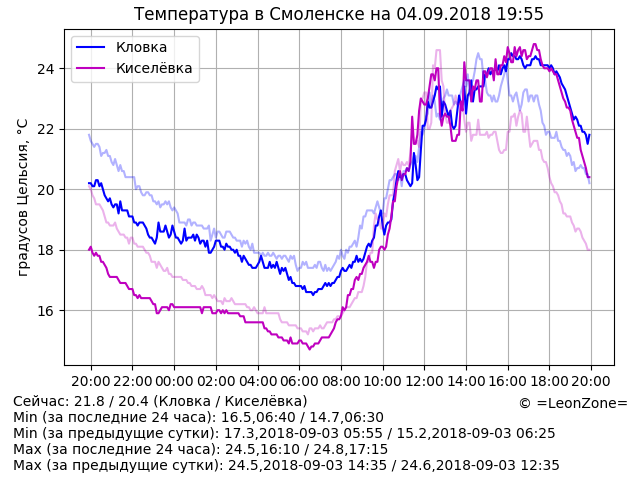 Температура в Смоленске на 04.09.2018 19:55
Кловка
Киселёвка
градусов Цельсия, °C
24
22
20
18
16
20:00 22:00 00:00 02:00 04:00 06:00 08:00 10:00 12:00 14:00 16:00 18:00 20:00
Сейчас: 21.8 / 20.4 (Кловка / Киселёвка)
© =LeonZone=
Min (за последние 24 часа): 16.5,06:40 / 14.7,06:30
Min (за предыдущие сутки): 17.3,2018-09-03 05:55 / 15.2,2018-09-03 06:25
Max (за последние 24 часа): 24.5,16:10 / 24.8,17:15
Max (за предыдущие сутки): 24.5,2018-09-03 14:35 / 24.6,2018-09-03 12:35